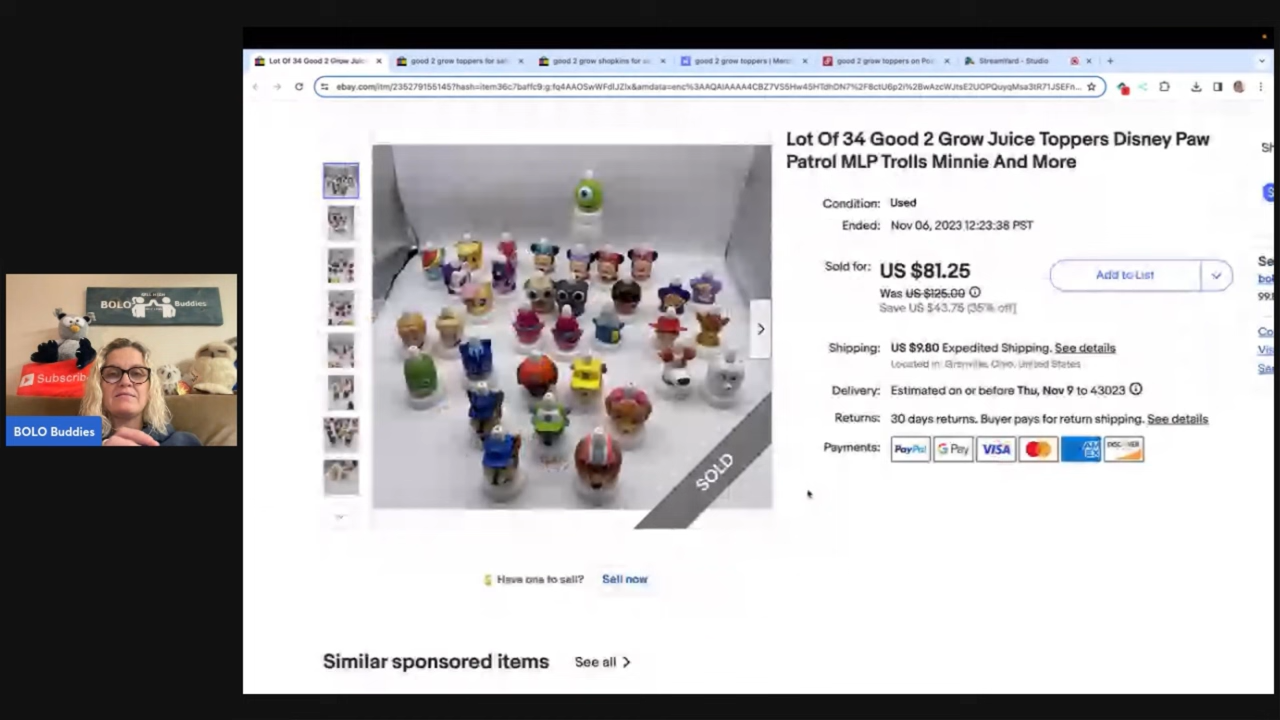 Lot Of 34 Good 2 Grow Juic
good 2 grow toppers for sal
good 2 grow shopkins for
good 2 grow toppers | Merc
good 2 grow toppers on Po
StreamYard - Studio
Lot Of 34 Good 2 Grow Juice Toppers Disney Paw
Patrol MLP Trolls Minnie And More
Condition: Used
Ended: Nov 06, 2023 12:23:38 PST
Sold for: US $81.25
Add to List
Was US $125.00
Save US $43.75 (35% off)
Shipping: US $9.80 Expedited Shipping. See details
Located in: Granville, Ohio, United States
Delivery: Estimated on or before Thu, Nov 9 to 43023
Returns: 30 days returns. Buyer pays for return shipping. See details
Payments: PayPal G Pay VISA DISCOVER
SOLD
Have one to sell? Sell now
Similar sponsored items See all
BOLO Buddies
Subscrib
BOLO Buddies